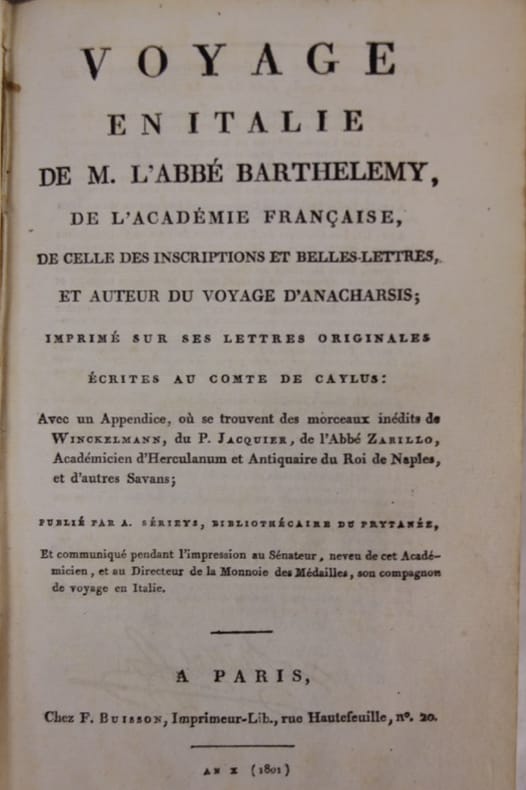 VOYAGE
EN ITALIE
DE M. L'ABBÉ BARTHELEMY,
DE L'ACADÉMIE FRANÇAISE,
DE CELLE DES INSCRIPTIONS ET BELLES-LETTRES,
ET AUTEUR DU VOYAGE D'ANACHARSIS;
IMPRIMÉ SUR SES LETTRES ORIGINALES
ÉCRITES AU COMTE DE CAYLUS:
Avec un Appendice, où se trouvent des morceaux inédits de
WINCKELMANN, du P. JACQUIER, de l'Abbé ZARILLO,
Académicien d'Herculanum et Antiquaire du Roi de Naples,
et d'autres Savans;
PUBLIÉ PAR A. SÉRIEYS, BIBLIOTHÉCAIRE DU PRYTANÉE,
Et communiqué pendant l'impression au Sénateur, neveu de cet Acadé-
micien, et au Directeur de la Monnoie des Médailles, son compagnon
de voyage en Italie.
A PARIS,
Chez F. BUISSON, Imprimeur-Lib., rue Hautefeuille, nº. 20.
AN X (1801)